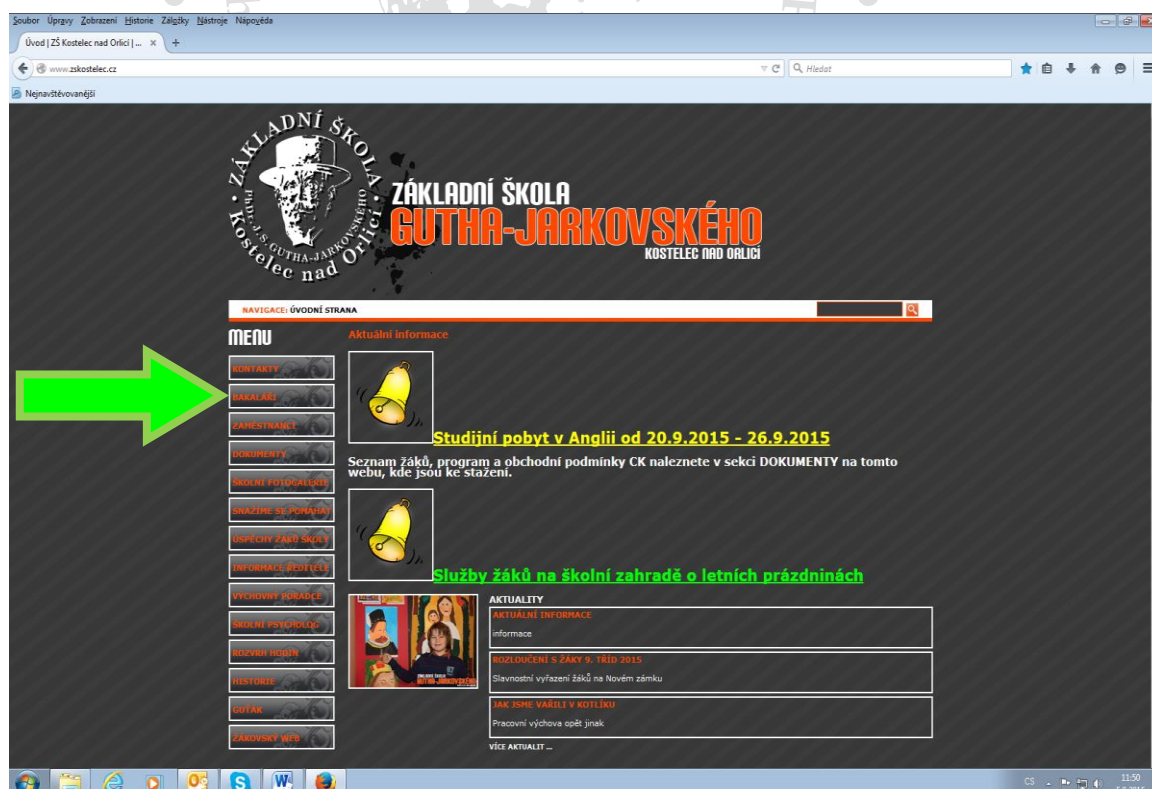 Soubor Úpravy Zobrazení Historie Záložky Nástroje Nápověda
Úvod | ZŠ Kostelec nad Orlicí | ... × +
www.zskostelec.cz
Hledat
Nejnavštěvovanější
ZÁKLADNÍ ŠKOLA
PhDr. J. S. GUTHA-JARKOVSKÉHO
Kostelec nad Orlicí
ZÁKLADNÍ ŠKOLA
GUTHA-JARKOVSKÉHO
KOSTELEC NAD ORLICÍ
NAVIGACE: ÚVODNÍ STRANA
MENU
KONTAKTY
BAKALÁŘI
ZAMĚSTNANCI
DOKUMENTY
ŠKOLNÍ FOTOGALERIE
SNAŽÍME SE POMÁHAT
ÚSPĚCHY ŽÁKŮ ŠKOLY
INFORMACE ŘEDITELE
VÝCHOVNÝ PORADCE
ŠKOLNÍ PSYCHOLOG
ROZVRH HODIN
HISTORIE
GUŤÁK
ŽÁKOVSKÝ WEB
Aktuální informace
Studijní pobyt v Anglii od 20.9.2015 - 26.9.2015
Seznam žáků, program a obchodní podmínky CK naleznete v sekci DOKUMENTY na tomto
webu, kde jsou ke stažení.
Služby žáků na školní zahradě o letních prázdninách
AKTUALITY
AKTUÁLNÍ INFORMACE
informace
ROZLOUČENÍ S ŽÁKY 9. TŘÍD 2015
Slavnostní vyřazení žáků na Novém zámku
JAK JSME VAŘILI V KOTLÍKU
Pracovní výchova opět jinak
VÍCE AKTUALIT ...
CS
11:50